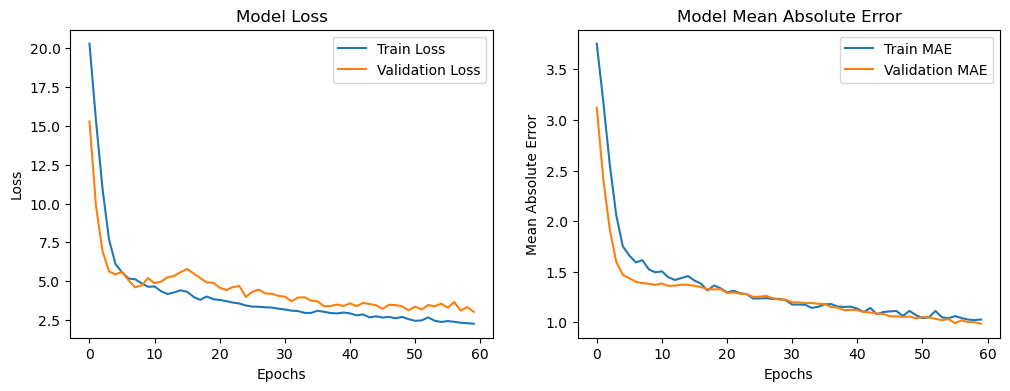 Model Loss
Train Loss
Validation Loss
20.0
17.5
15.0
12.5
10.0
7.5
5.0
2.5
Loss
0 10 20 30 40 50 60
Epochs
Model Mean Absolute Error
Train MAE
Validation MAE
3.5
3.0
2.5
2.0
1.5
1.0
Mean Absolute Error
0 10 20 30 40 50 60
Epochs